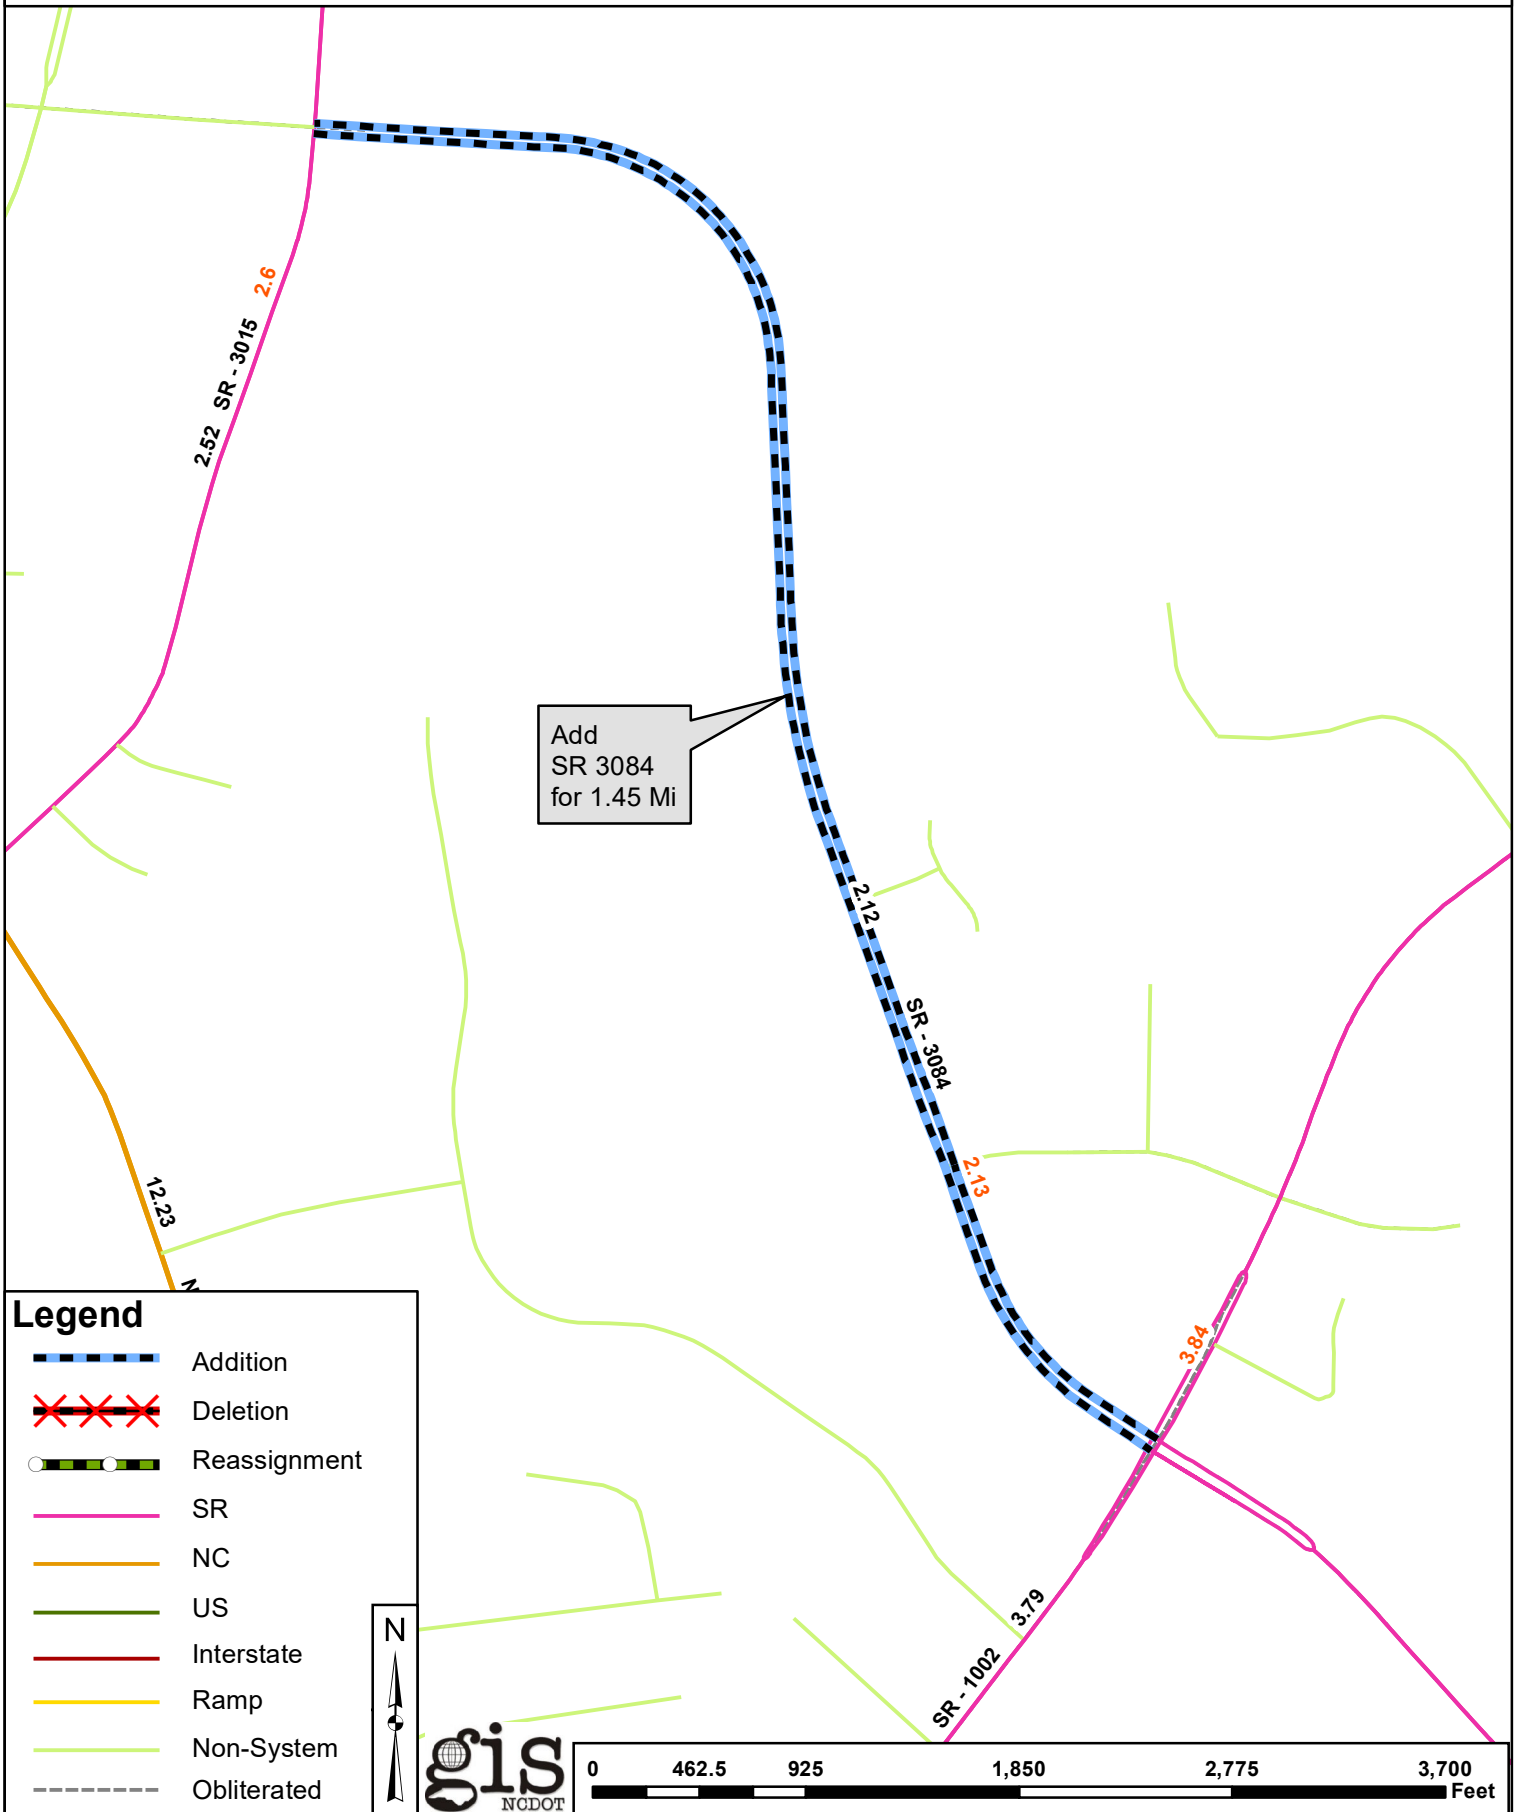 2.6
SR - 3015
2.52
Add
SR 3084
for 1.45 Mi
2.12
SR - 3084
2.13
12.23
N
3.84
3.79
SR - 1002
Legend
Addition
Deletion
Reassignment
SR
NC
US
Interstate
Ramp
Non-System
Obliterated
N
gis
NCDOT
0 462.5 925 1,850 2,775 3,700
Feet